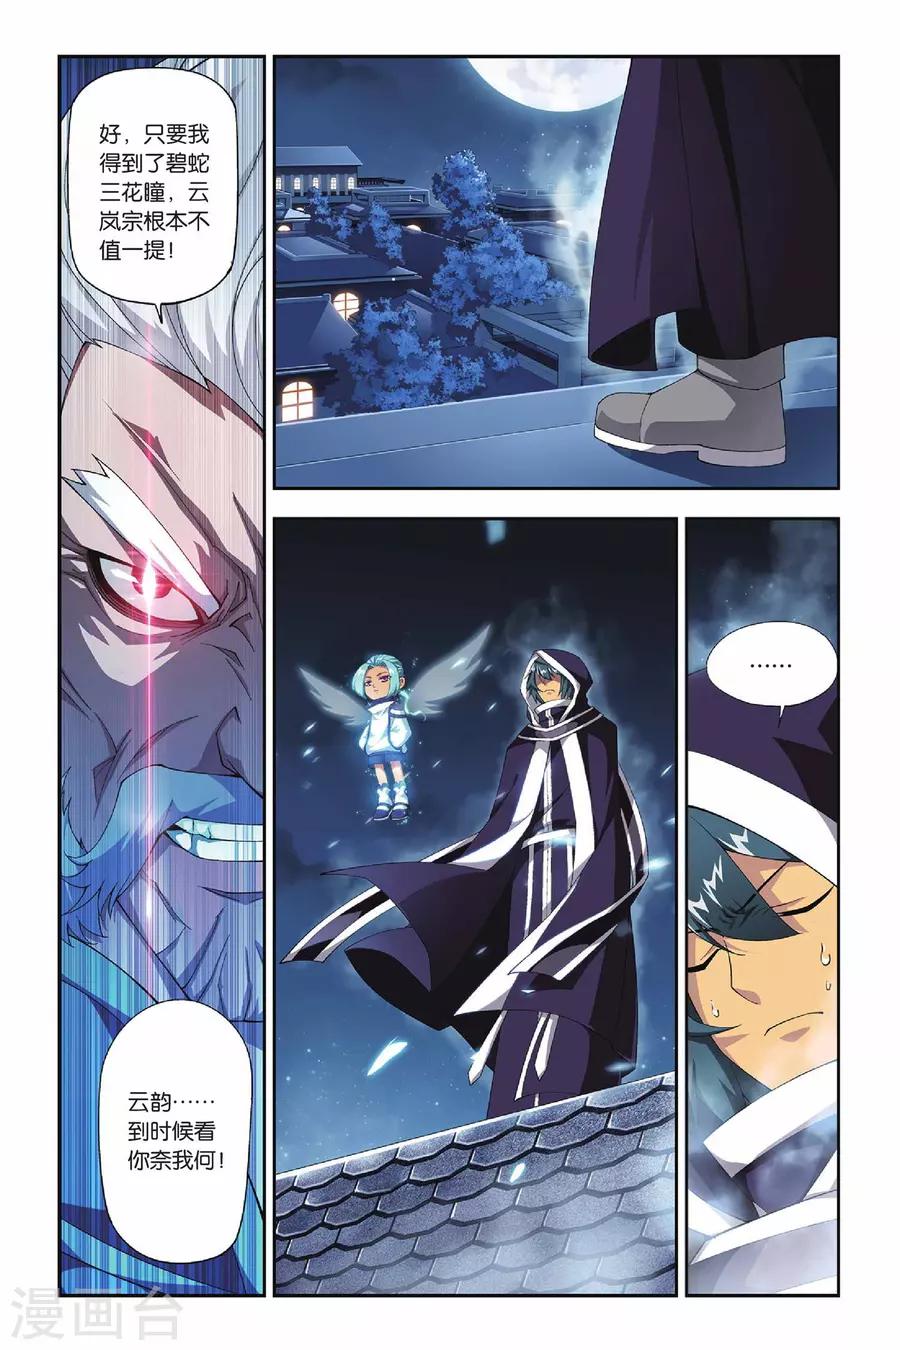 好，只要我
得到了碧蛇
三花瞳，云
岚宗根本不
值一提！
云韵……
到时候看
你奈我何！
……
漫画台